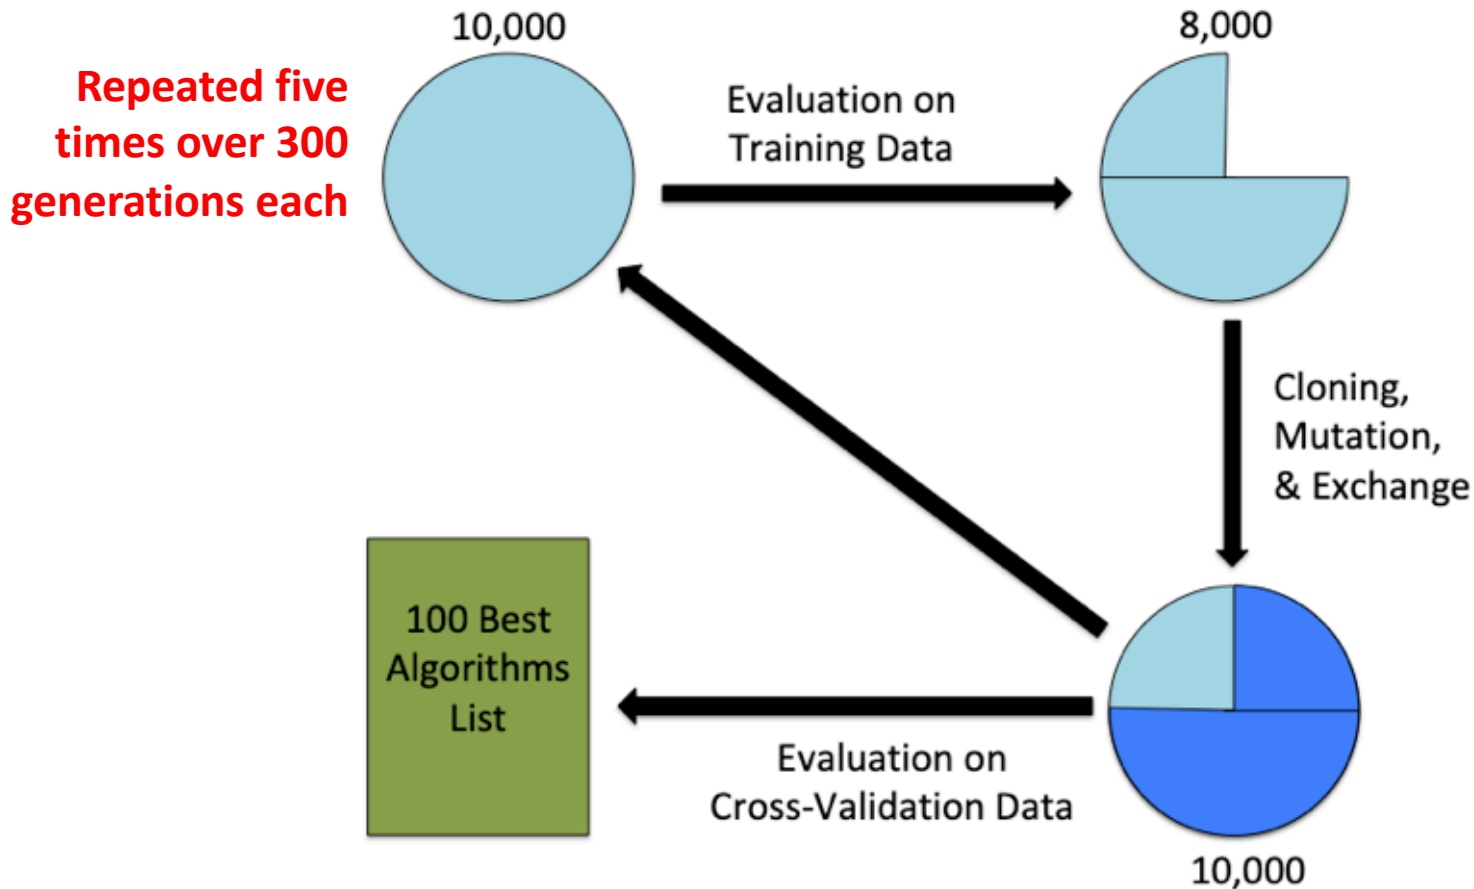 10,000
8,000
Repeated five
times over 300
generations each
Evaluation on
Training Data
Cloning,
Mutation,
& Exchange
100 Best
Algorithms
List
Evaluation on
Cross-Validation Data
10,000